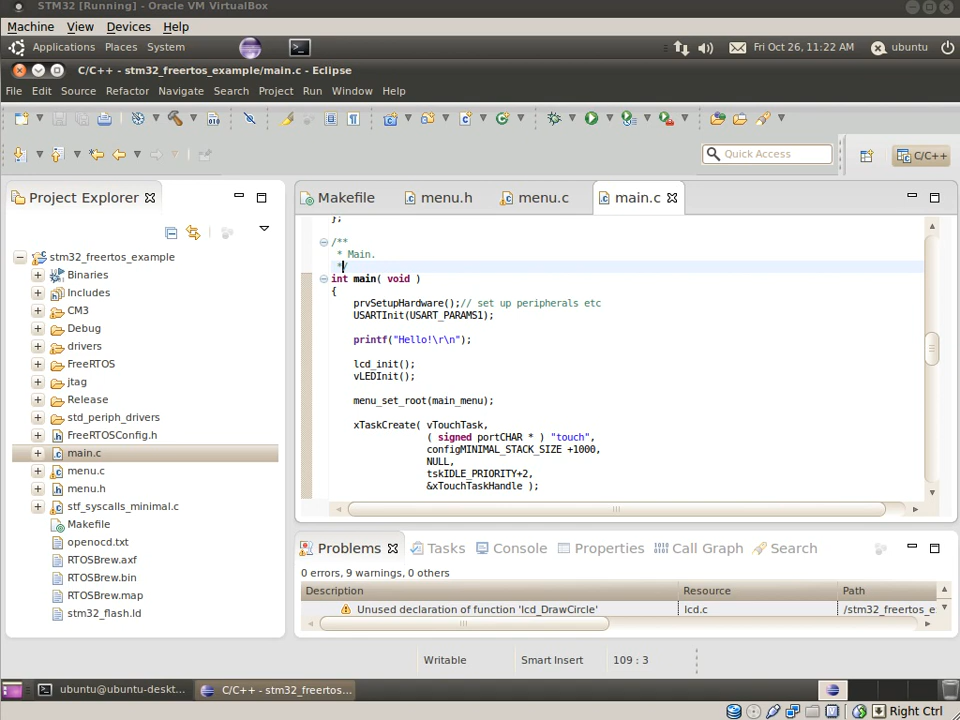 STM32 [Running] - Oracle VM VirtualBox
Machine View Devices Help
Applications Places System
Fri Oct 26, 11:22 AM ubuntu
C/C++ - stm32_freertos_example/main.c - Eclipse
File Edit Source Refactor Navigate Search Project Run Window Help
Quick Access
C/C++
Project Explorer
Makefile menu.h menu.c main.c
stm32_freertos_example
Binaries
Includes
CM3
Debug
drivers
FreeRTOS
jtag
Release
std_periph_drivers
FreeRTOSConfig.h
main.c
menu.c
menu.h
stf_syscalls_minimal.c
Makefile
openocd.txt
RTOSBrew.axf
RTOSBrew.bin
RTOSBrew.map
stm32_flash.ld
};
/**
* Main.
*/
int main( void )
{
prvSetupHardware();// set up peripherals etc
USARTInit(USART_PARAMS1);
printf("Hello!\r\n");
lcd_init();
vLEDInit();
menu_set_root(main_menu);
xTaskCreate( vTouchTask,
( signed portCHAR * ) "touch",
configMINIMAL_STACK_SIZE +1000,
NULL,
tskIDLE_PRIORITY+2,
&xTouchTaskHandle );
Problems Tasks Console Properties Call Graph Search
0 errors, 9 warnings, 0 others
Description Resource Path
Unused declaration of function 'lcd_DrawCircle' lcd.c /stm32_freertos_e
Writable Smart Insert 109 : 3
ubuntu@ubuntu-deskt... C/C++ - stm32_freertos...
Right Ctrl